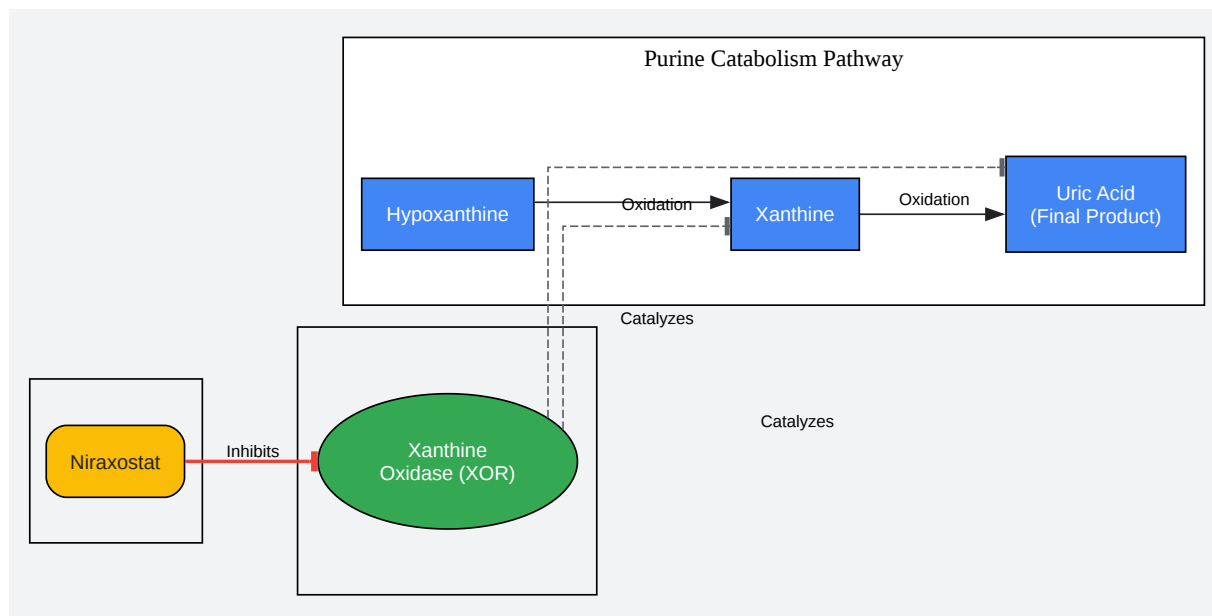 Purine Catabolism Pathway
Hypoxanthine
Oxidation
Xanthine
Oxidation
Uric Acid
(Final Product)
Catalyzes
Catalyzes
Niraxostat
Inhibits
Xanthine
Oxidase (XOR)